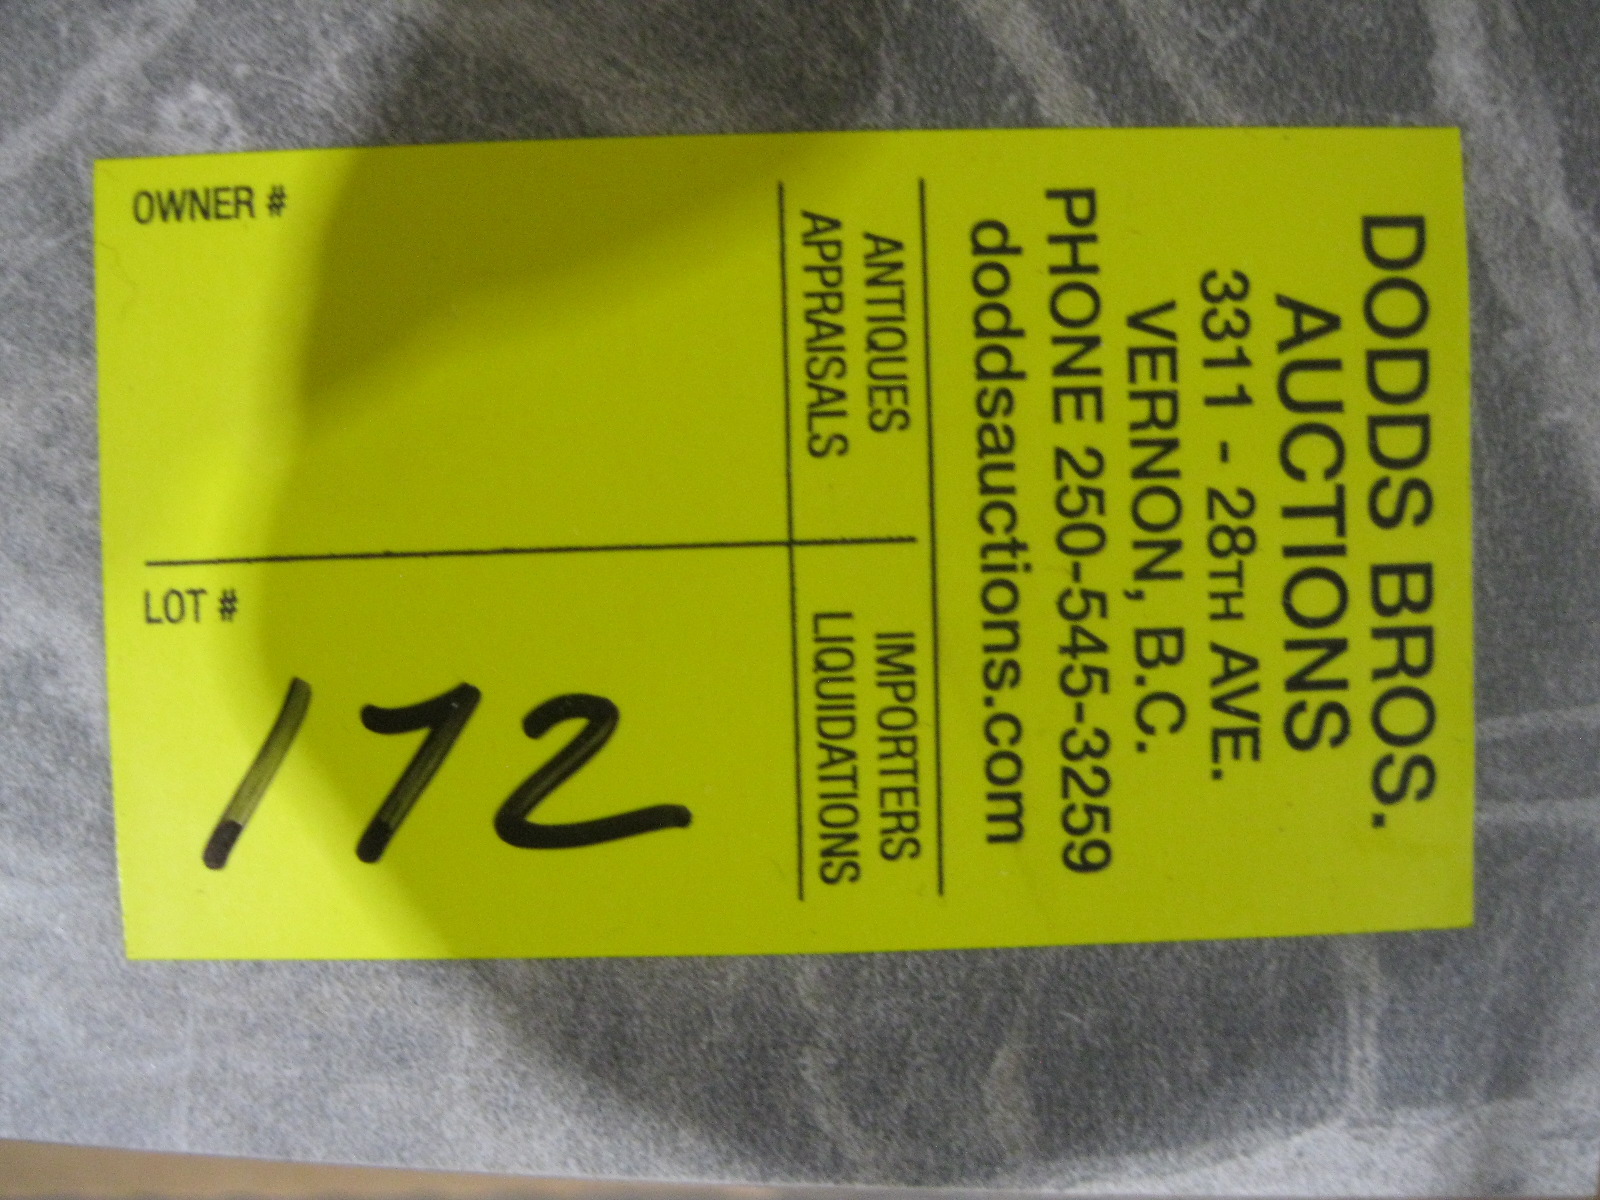 DODDS BROS.
AUCTIONS
3311 - 28TH AVE.
VERNON, B.C.
PHONE 250-545-3259
doddsauctions.com
ANTIQUES
APPRAISALS
IMPORTERS
LIQUIDATIONS
OWNER #
LOT #
172